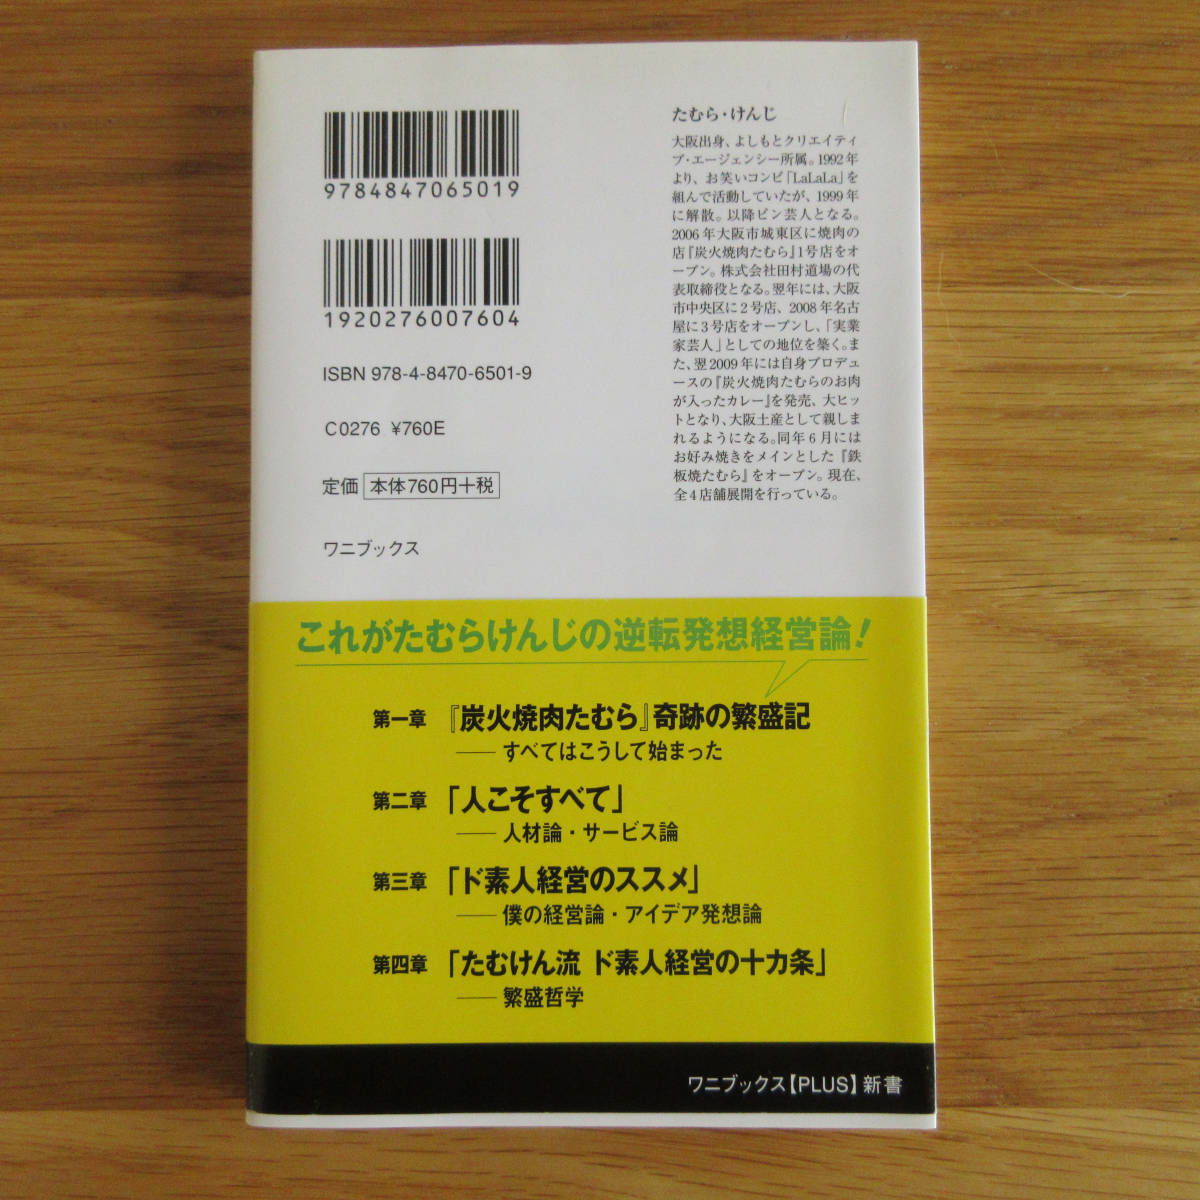 9784847065019
1920276007604
ISBN 978-4-8470-6501-9
C0276 ¥760E
定価 本体760円+税
ワニブックス
たむら・けんじ
大阪出身、よしもとクリエイティ
ブ・エージェンシー所属。1992年
より、お笑いコンビ「LaLaLa」を
組んで活動していたが、1999年
に解散。以降ピン芸人となる。
2006年大阪市城東区に焼肉の
店『炭火焼肉たむら』1号店をオ
ープン。株式会社田村道場の代
表取締役となる。翌年には、大阪
市中央区に2号店、2008年名古
屋に3号店をオープンし、「実業
家芸人」としての地位を築く。ま
た、翌2009年には自身プロデュ
ースの『炭火焼肉たむらのお肉
が入ったカレー』を発売、大ヒッ
トとなり、大阪土産として親しま
れるようになる。同年6月には
お好み焼きをメインとした『鉄
板焼たむら』をオープン。現在、
全4店舗展開を行っている。
これがたむらけんじの逆転発想経営論!
第一章 『炭火焼肉たむら』奇跡の繁盛記
――すべてはこうして始まった
第二章 「人こそすべて」
――人材論・サービス論
第三章 「ド素人経営のススメ」
――僕の経営論・アイデア発想論
第四章 「たむけん流 ド素人経営の十カ条」
――繁盛哲学
ワニブックス【PLUS】新書